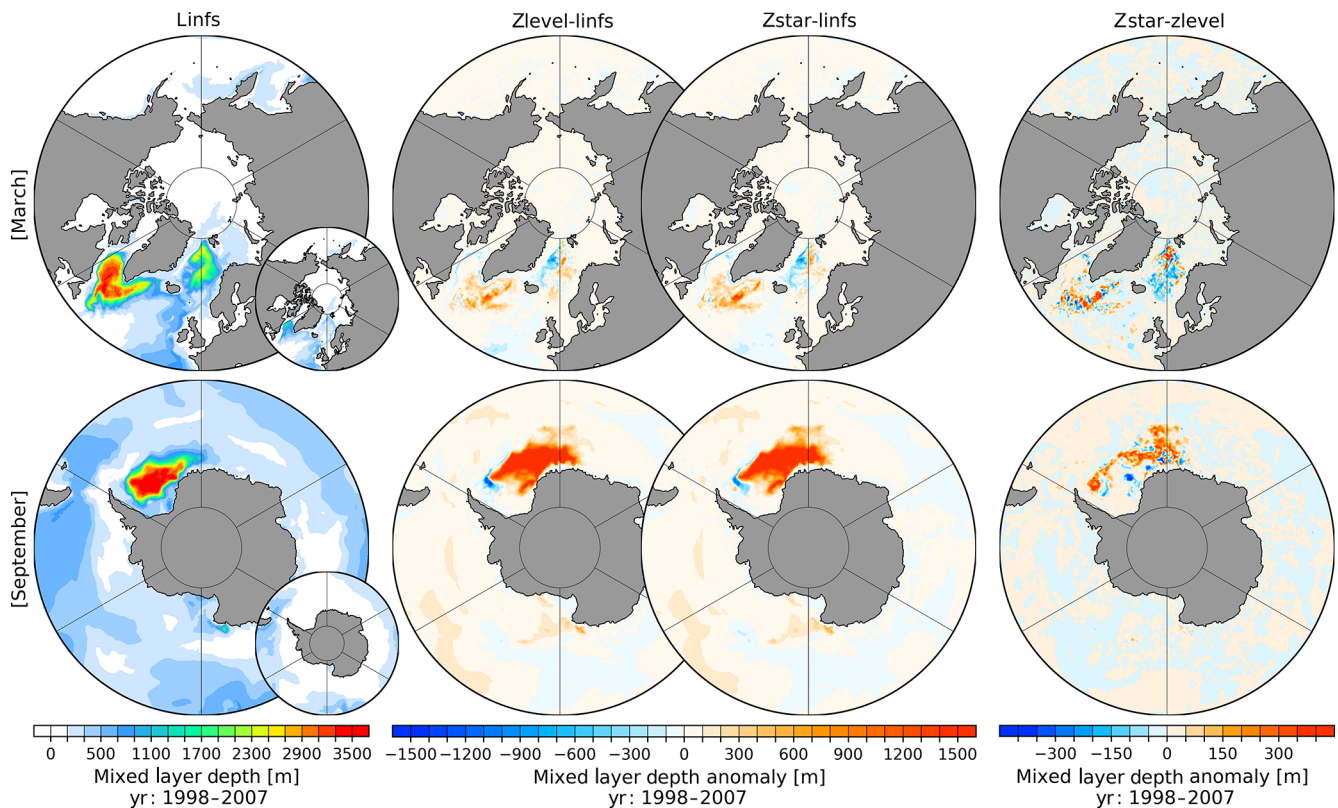 Linfs
Zlevel-linfs
Zstar-linfs
Zstar-zlevel
[March]
[September]
0 500 1100 1700 2300 2900 3500
Mixed layer depth [m]
yr: 1998–2007
−1500 −1200 −900 −600 −300 0 300 600 900 1200 1500
Mixed layer depth anomaly [m]
yr: 1998–2007
−300 −150 0 150 300
Mixed layer depth anomaly [m]
yr: 1998–2007